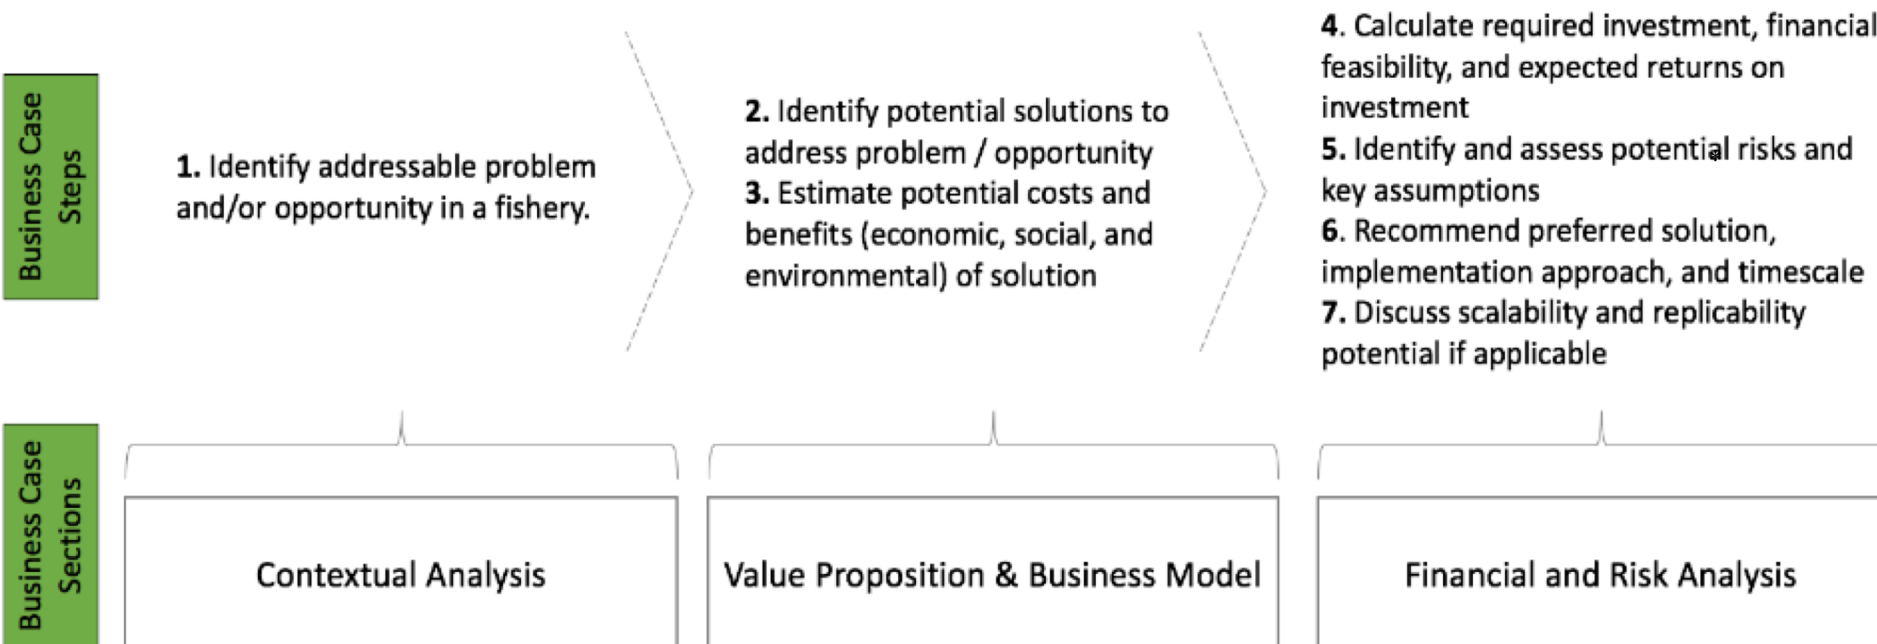 Business Case
Steps
1. Identify addressable problem
and/or opportunity in a fishery.
2. Identify potential solutions to
address problem / opportunity
3. Estimate potential costs and
benefits (economic, social, and
environmental) of solution
4. Calculate required investment, financial
feasibility, and expected returns on
investment
5. Identify and assess potential risks and
key assumptions
6. Recommend preferred solution,
implementation approach, and timescale
7. Discuss scalability and replicability
potential if applicable
Business Case
Sections
Contextual Analysis
Value Proposition & Business Model
Financial and Risk Analysis